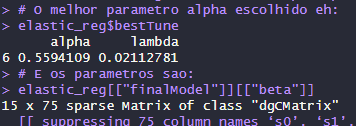 > # O melhor parametro alpha escolhido eh:
> elastic_reg$bestTune
alpha lambda
6 0.5594109 0.02112781
> # E os parametros sao:
> elastic_reg[["finalModel"]][["beta"]]
15 x 75 sparse Matrix of class "dgCMatrix"
[[ suppressing 75 column names ‘s0’, ‘s1’,